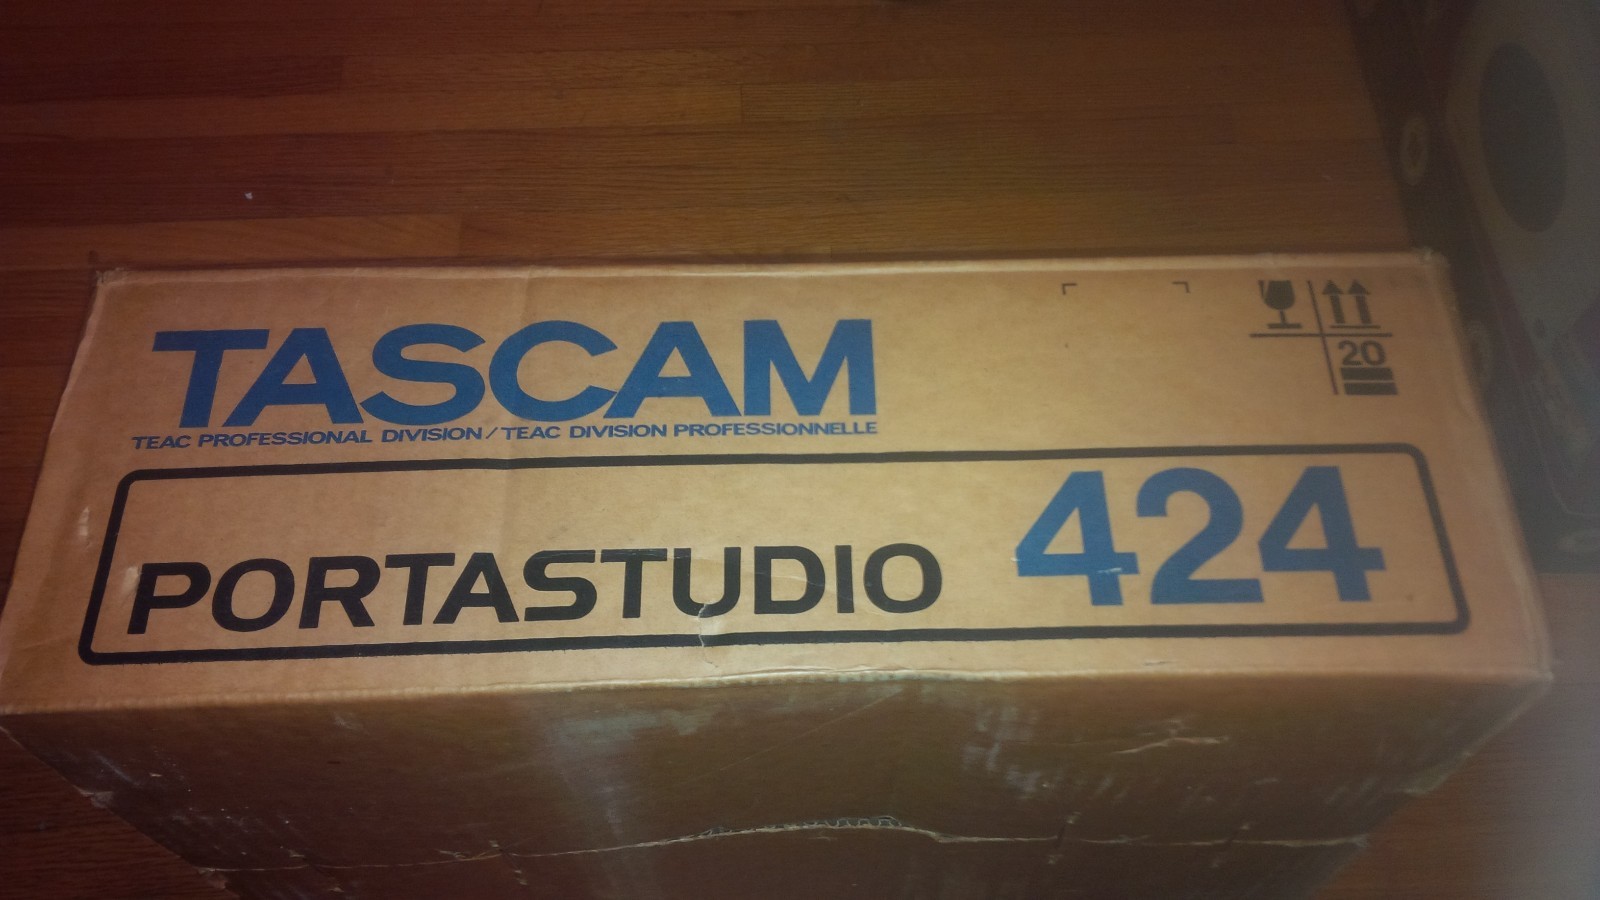 TASCAM
TEAC PROFESSIONAL DIVISION/TEAC DIVISION PROFESSIONNELLE
20
PORTASTUDIO 424